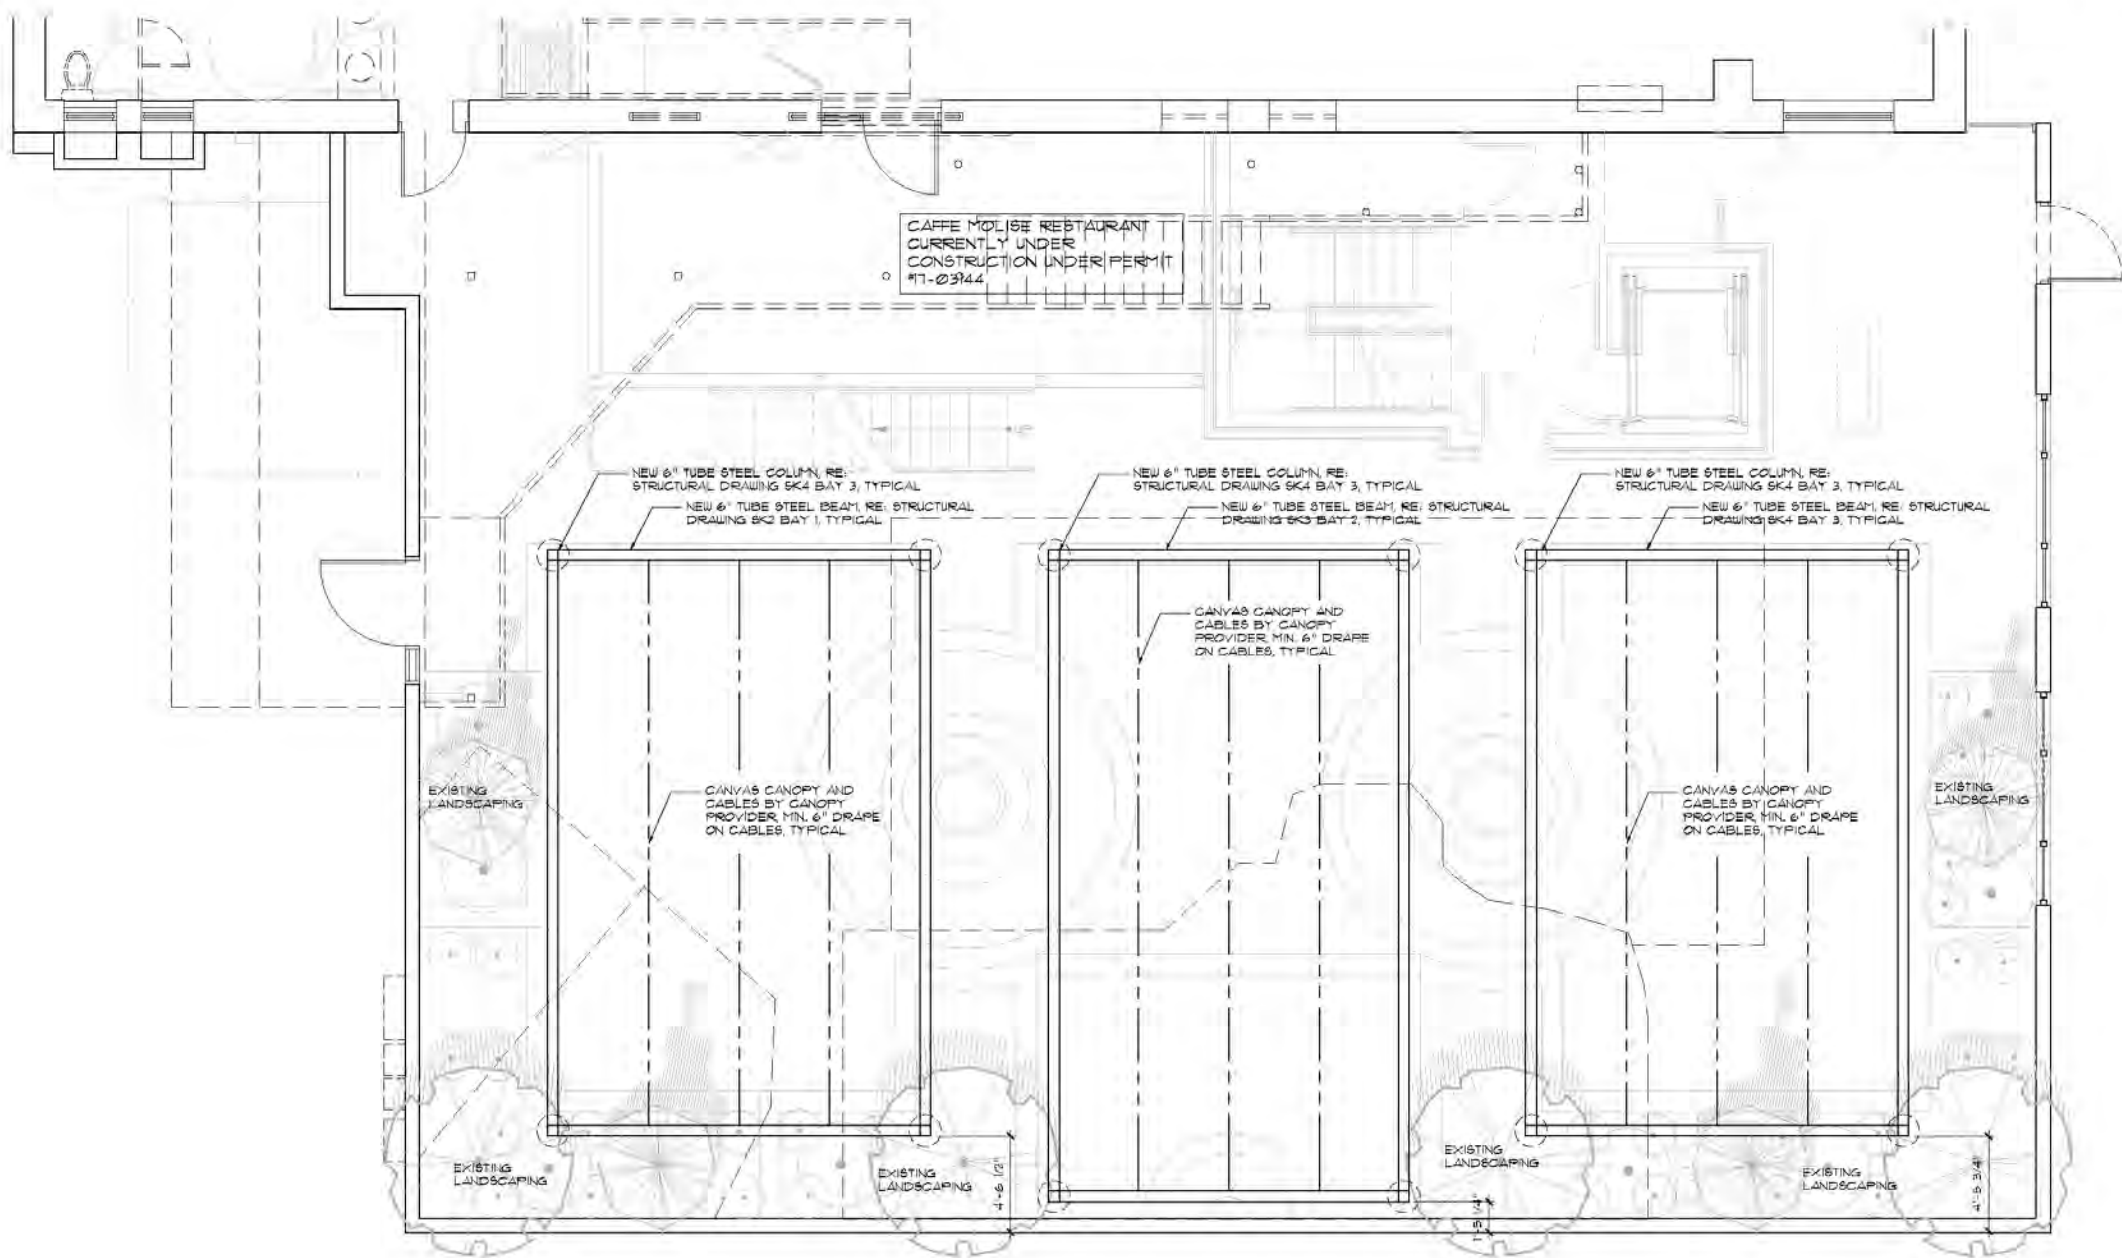 CAFFE MOLISE RESTAURANT
CURRENTLY UNDER
CONSTRUCTION UNDER PERMIT
#17-03944
NEW 6" TUBE STEEL COLUMN, RE:
STRUCTURAL DRAWING SK4 BAY 3, TYPICAL
NEW 6" TUBE STEEL BEAM, RE: STRUCTURAL
DRAWING SK2 BAY 1, TYPICAL
NEW 6" TUBE STEEL COLUMN, RE:
STRUCTURAL DRAWING SK4 BAY 3, TYPICAL
NEW 6" TUBE STEEL BEAM, RE: STRUCTURAL
DRAWING SK3 BAY 2, TYPICAL
NEW 6" TUBE STEEL COLUMN, RE:
STRUCTURAL DRAWING SK4 BAY 3, TYPICAL
NEW 6" TUBE STEEL BEAM, RE: STRUCTURAL
DRAWING SK4 BAY 3, TYPICAL
CANVAS CANOPY AND
CABLES BY CANOPY
PROVIDER, MIN. 6" DRAPE
ON CABLES, TYPICAL
EXISTING
LANDSCAPING
CANVAS CANOPY AND
CABLES BY CANOPY
PROVIDER, MIN. 6" DRAPE
ON CABLES, TYPICAL
CANVAS CANOPY AND
CABLES BY CANOPY
PROVIDER, MIN. 6" DRAPE
ON CABLES, TYPICAL
EXISTING
LANDSCAPING
EXISTING
LANDSCAPING
EXISTING
LANDSCAPING
4'-6 1/2"
EXISTING
LANDSCAPING
1'-5 1/4"
EXISTING
LANDSCAPING
4'-5 3/4"